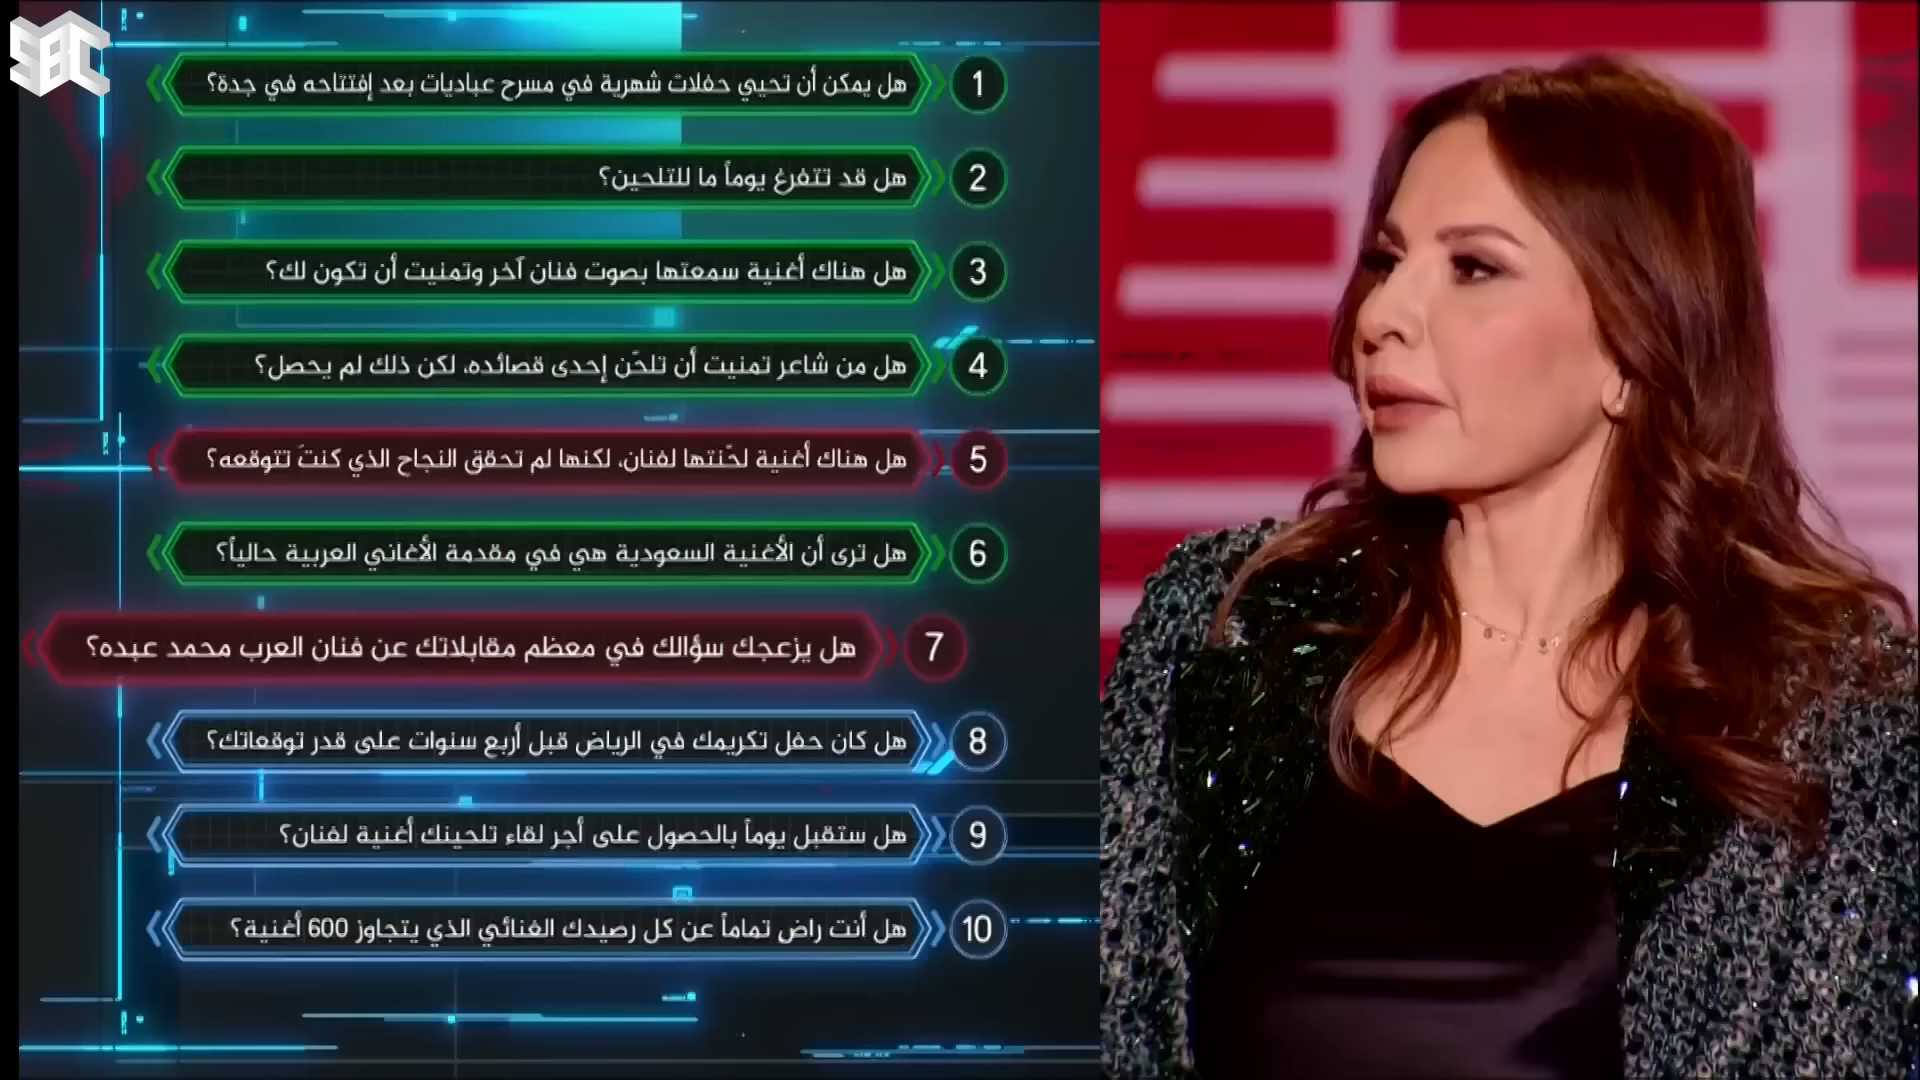 SBC
1 هل يمكن أن تحيي حفلات شهرية في مسرح عباديات بعد إفتتاحه في جدة؟
2 هل قد تتفرغ يوماً ما للتلحين؟
3 هل هناك أغنية سمعتها بصوت فنان آخر وتمنيت أن تكون لك؟
4 هل من شاعر تمنيت أن تلحّن إحدى قصائده، لكن ذلك لم يحصل؟
5 هل هناك أغنية لحّنتها لفنان، لكنها لم تحقق النجاح الذي كنتَ تتوقعه؟
6 هل ترى أن الأغنية السعودية هي في مقدمة الأغاني العربية حالياً؟
7 هل يزعجك سؤالك في معظم مقابلاتك عن فنان العرب محمد عبده؟
8 هل كان حفل تكريمك في الرياض قبل أربع سنوات على قدر توقعاتك؟
9 هل ستقبل يوماً بالحصول على أجر لقاء تلحينك أغنية لفنان؟
10 هل أنت راضٍ تماماً عن كل رصيدك الغنائي الذي يتجاوز 600 أغنية؟